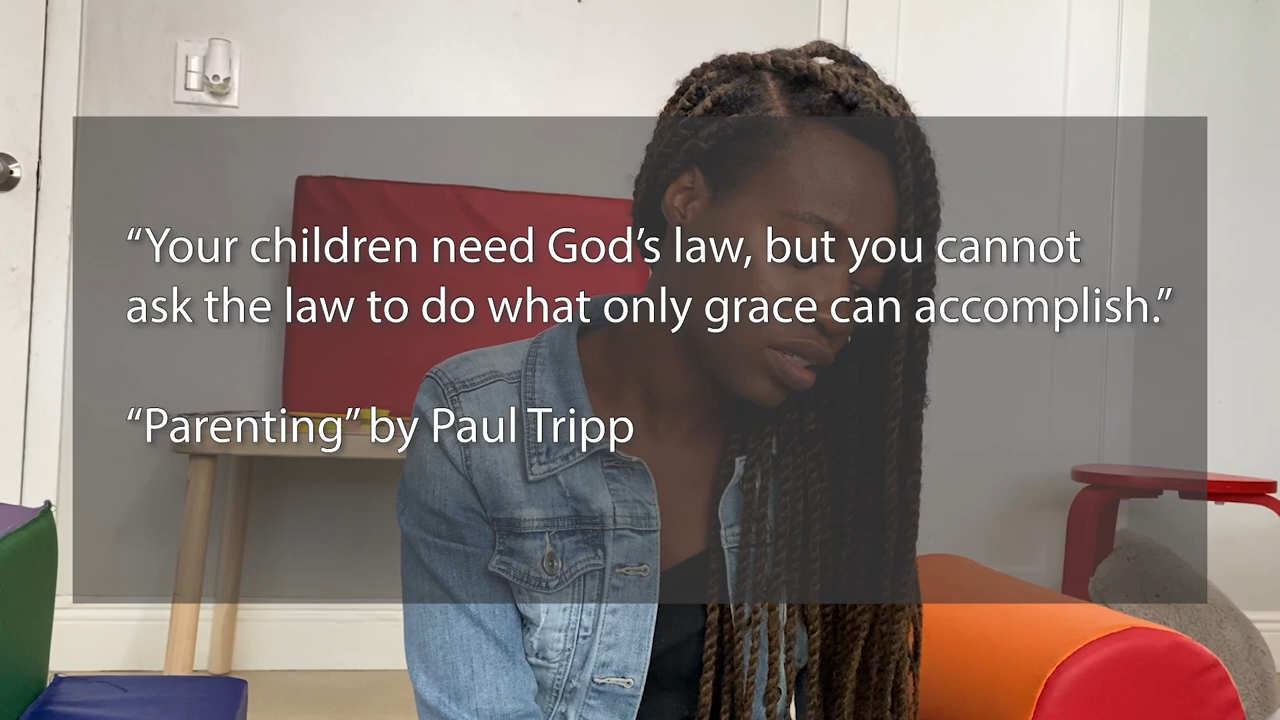 “Your children need God’s law, but you cannot
ask the law to do what only grace can accomplish.”
“Parenting” by Paul Tripp